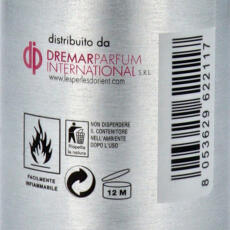 distribuito da
DREMARPARFUM
INTERNATIONAL S.R.L.
www.lesperlesdorient.com
FACILMENTE
INFIAMMABILE
Rispetta
la natura
NON DISPERDERE
IL CONTENITORE
NELL'AMBIENTE
DOPO L'USO
12 M
8 053629 622117